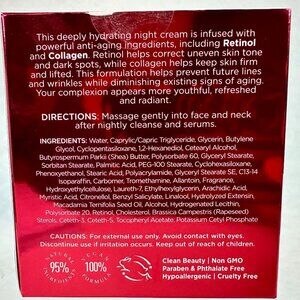 This deeply hydrating night cream is infused with
powerful anti-aging ingredients, including Retinol
and Collagen. Retinol helps correct uneven skin tone
and dark spots, while collagen helps keep skin firm
and lifted. This formulation helps prevent future lines
and wrinkles while diminishing existing signs of aging.
Your complexion appears more youthful, refreshed
and radiant.
DIRECTIONS: Massage gently into face and neck
after nightly cleanse and serums.
INGREDIENTS: Water, Caprylic/Capric Triglyceride, Glycerin, Butylene
Glycol, Cyclopentasiloxane, 12-Hexanediol, Cetearyl Alcohol,
Butyrospermum Parkii (Shea) Butter, Polysorbate 60, Glyceryl Stearate,
Sorbitan Stearate, Palmitic Acid, PEG-100 Stearate, Cyclohexasiloxane,
Phenoxyethanol, Stearic Acid, Polyacrylamide, Glyceryl Stearate SE, C13-14
Isoparaffin, Carbomer, Tromethamine, Allantoin, Fragrance,
Hydroxyethylcellulose, Laureth-7, Ethylhexylglycerin, Arachidic Acid,
Myristic Acid, Citronellol, Benzyl Salicylate, Linalool, Hydrolyzed Extensin,
Macadamia Ternifolia Seed Oil, Alcohol, Hydrogenated Lecithin,
Polysorbate 20, Retinol, Cholesterol, Brassica Campestris (Rapeseed)
Sterols, Ceteth-3, Ceteth-5, Tocopheryl Acetate, Potassium Cetyl Phosphate
CAUTIONS: For external use only. Avoid contact with eyes.
Discontinue use if irritation occurs. Keep out of reach of children.
NATURAL
95%
INGREDIENTS
VEGAN
100%
FORMULA
Clean Beauty | Non GMO
Paraben & Phthalate Free
Hypoallergenic | Cruelty Free